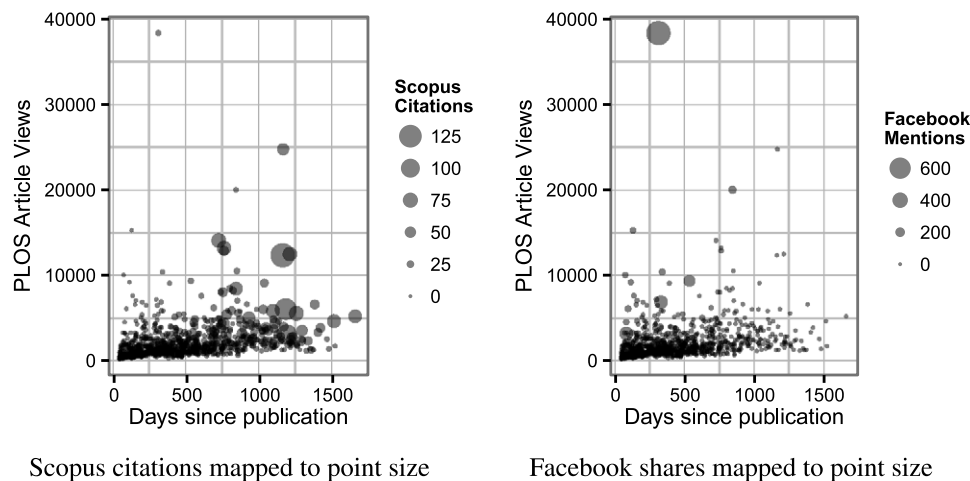 40000
30000
20000
10000
0
PLOS Article Views
0 500 1000 1500
Days since publication
Scopus
Citations
125
100
75
50
25
0
Scopus citations mapped to point size
40000
30000
20000
10000
0
PLOS Article Views
0 500 1000 1500
Days since publication
Facebook
Mentions
600
400
200
0
Facebook shares mapped to point size